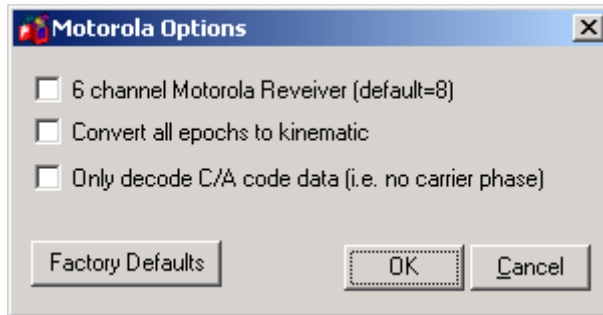 Motorola Options
6 channel Motorola Reveiver (default=8)
Convert all epochs to kinematic
Only decode C/A code data (i.e. no carrier phase)
Factory Defaults OK Cancel